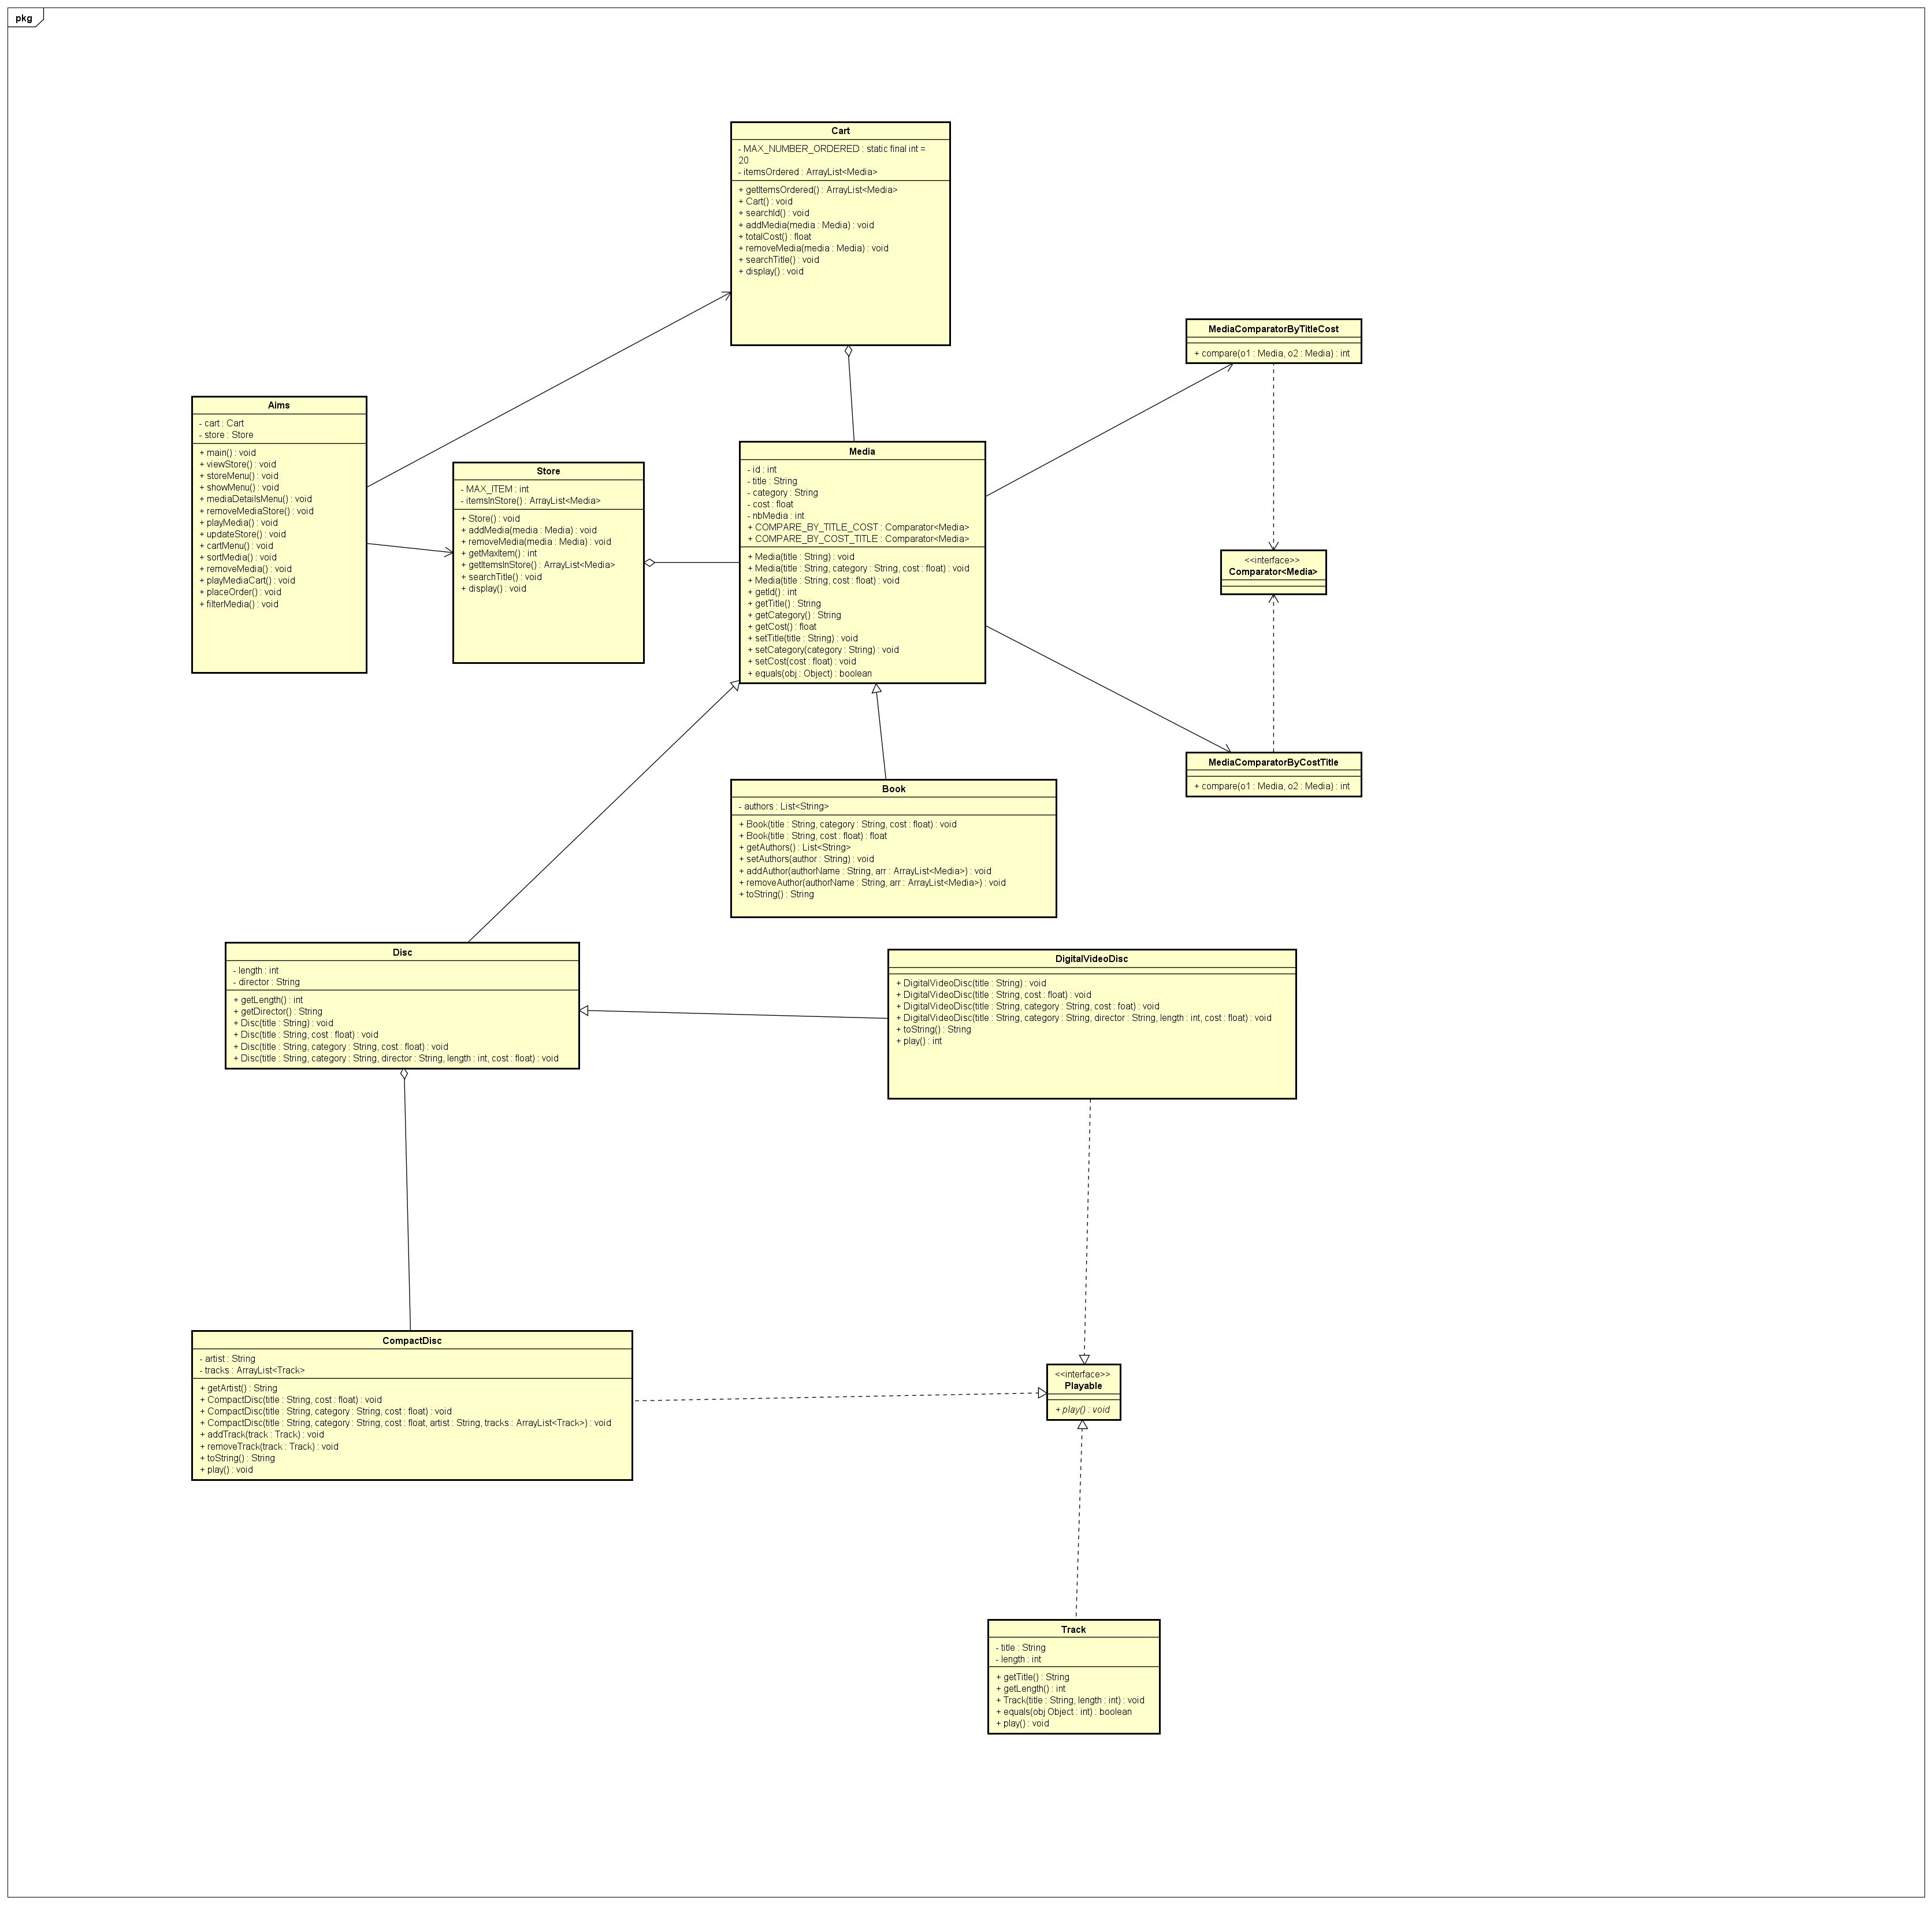 pkg
Cart
- MAX_NUMBER_ORDERED : static final int =
20
- itemsOrdered : ArrayList<Media>
+ getItemsOrdered() : ArrayList<Media>
+ Cart() : void
+ searchId() : void
+ addMedia(media : Media) : void
+ totalCost() : float
+ removeMedia(media : Media) : void
+ searchTitle() : void
+ display() : void
MediaComparatorByTitleCost
+ compare(o1 : Media, o2 : Media) : int
Aims
- cart : Cart
- store : Store
+ main() : void
+ viewStore() : void
+ storeMenu() : void
+ showMenu() : void
+ mediaDetailsMenu() : void
+ removeMediaStore() : void
+ playMedia() : void
+ updateStore() : void
+ cartMenu() : void
+ sortMedia() : void
+ removeMedia() : void
+ playMediaCart() : void
+ placeOrder() : void
+ filterMedia() : void
Store
- MAX_ITEM : int
- itemsInStore() : ArrayList<Media>
+ Store() : void
+ addMedia(media : Media) : void
+ removeMedia(media : Media) : void
+ getMaxItem() : int
+ getItemsInStore() : ArrayList<Media>
+ searchTitle() : void
+ display() : void
Media
- id : int
- title : String
- category : String
- cost : float
- nbMedia : int
+ COMPARE_BY_TITLE_COST : Comparator<Media>
+ COMPARE_BY_COST_TITLE : Comparator<Media>
+ Media(title : String) : void
+ Media(title : String, category : String, cost : float) : void
+ Media(title : String, cost : float) : void
+ getId() : int
+ getTitle() : String
+ getCategory() : String
+ getCost() : float
+ setTitle(title : String) : void
+ setCategory(category : String) : void
+ setCost(cost : float) : void
+ equals(obj : Object) : boolean
<<interface>>
Comparator<Media>
MediaComparatorByCostTitle
+ compare(o1 : Media, o2 : Media) : int
Book
- authors : List<String>
+ Book(title : String, category : String, cost : float) : void
+ Book(title : String, cost : float) : float
+ getAuthors() : List<String>
+ setAuthors(author : String) : void
+ addAuthor(authorName : String, arr : ArrayList<Media>) : void
+ removeAuthor(authorName : String, arr : ArrayList<Media>) : void
+ toString() : String
Disc
- length : int
- director : String
+ getLength() : int
+ getDirector() : String
+ Disc(title : String) : void
+ Disc(title : String, cost : float) : void
+ Disc(title : String, category : String, cost : float) : void
+ Disc(title : String, category : String, director : String, length : int, cost : float) : void
DigitalVideoDisc
+ DigitalVideoDisc(title : String) : void
+ DigitalVideoDisc(title : String, cost : float) : void
+ DigitalVideoDisc(title : String, category : String, cost : foat) : void
+ DigitalVideoDisc(title : String, category : String, director : String, length : int, cost : float) : void
+ toString() : String
+ play() : int
CompactDisc
- artist : String
- tracks : ArrayList<Track>
+ getArtist() : String
+ CompactDisc(title : String, cost : float) : void
+ CompactDisc(title : String, category : String, cost : float) : void
+ CompactDisc(title : String, category : String, cost : float, artist : String, tracks : ArrayList<Track>) : void
+ addTrack(track : Track) : void
+ removeTrack(track : Track) : void
+ toString() : String
+ play() : void
<<interface>>
Playable
+ play() : void
Track
- title : String
- length : int
+ getTitle() : String
+ getLength() : int
+ Track(title : String, length : int) : void
+ equals(obj Object : int) : boolean
+ play() : void